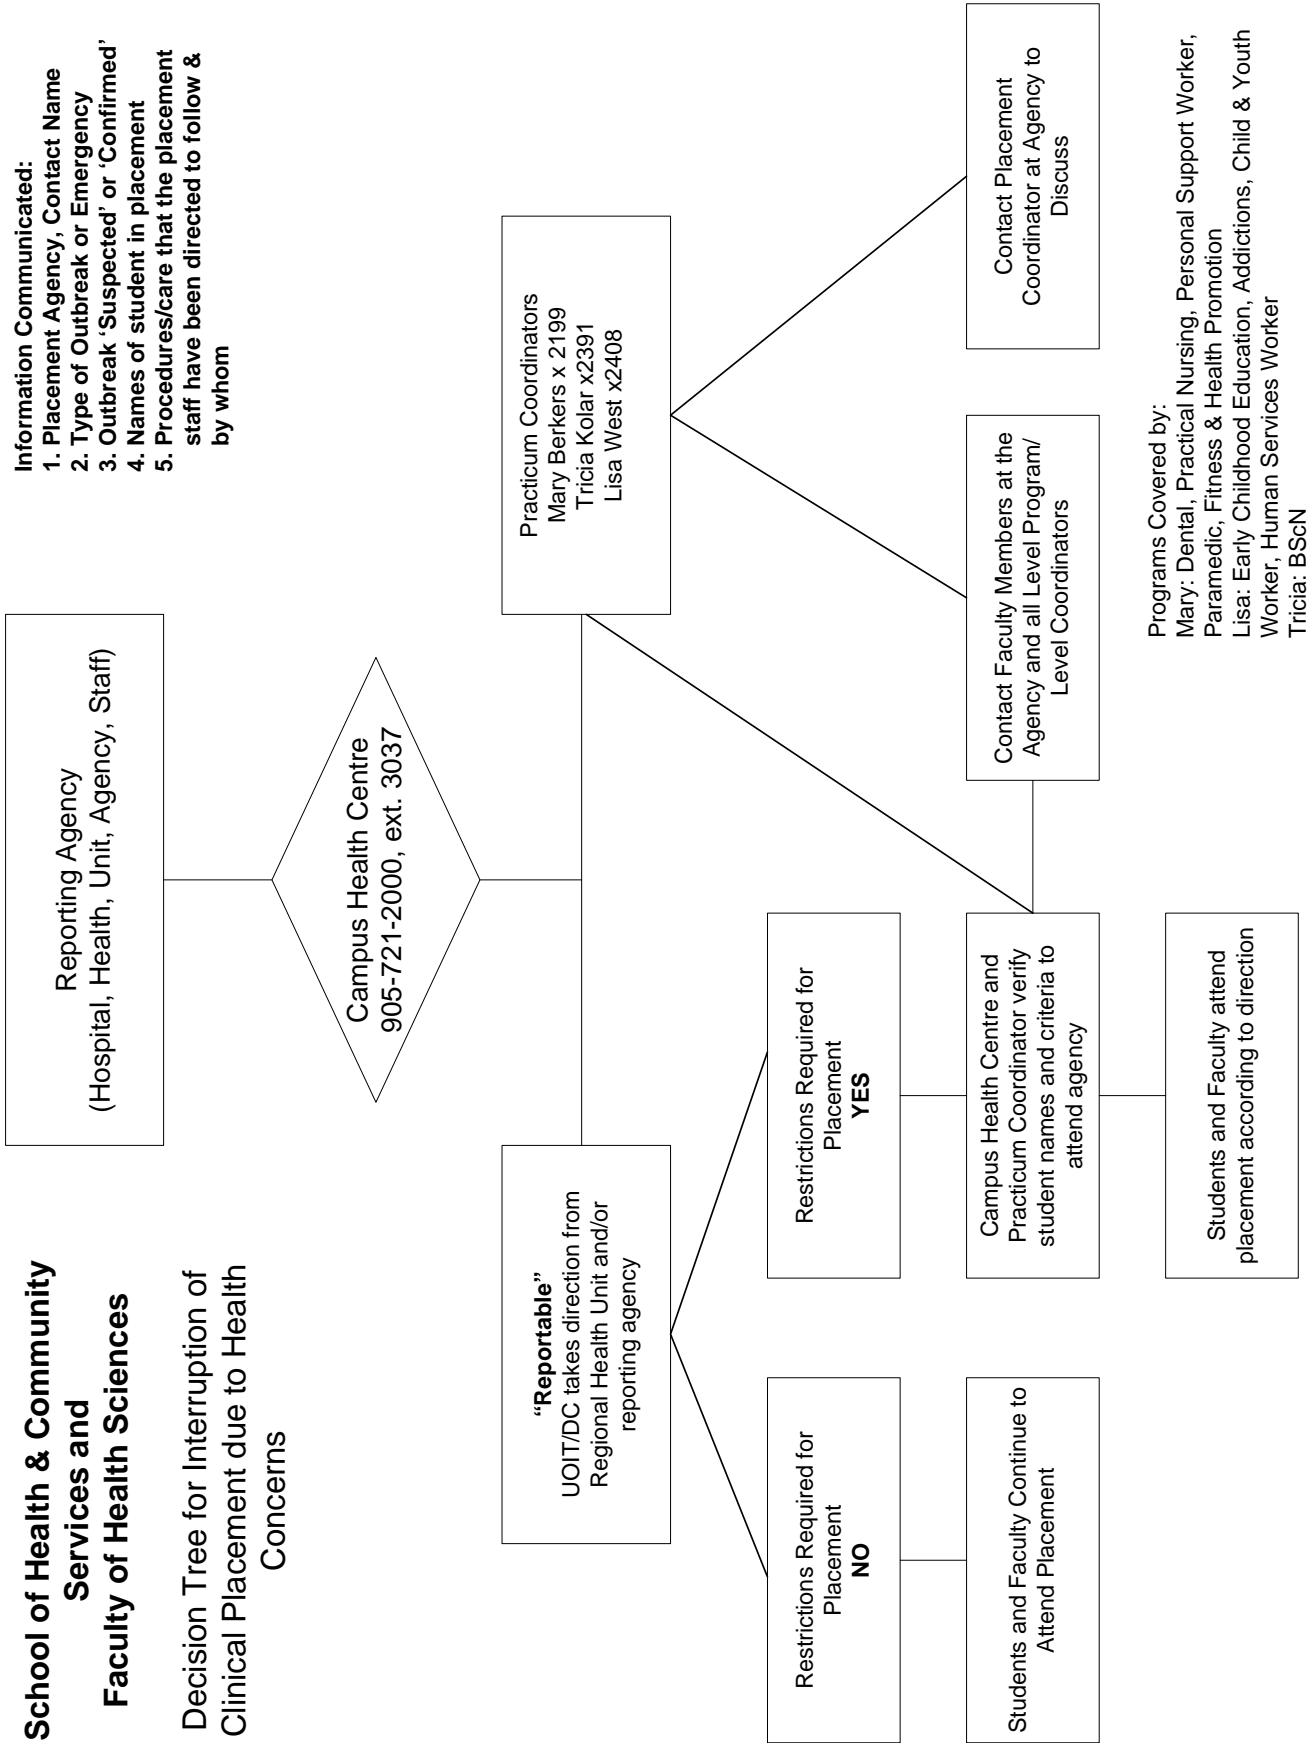 School of Health & Community
Services and
Faculty of Health Sciences
Decision Tree for Interruption of
Clinical Placement due to Health
Concerns
Reporting Agency
(Hospital, Health, Unit, Agency, Staff)
Information Communicated:
1. Placement Agency, Contact Name
2. Type of Outbreak or Emergency
3. Outbreak ‘Suspected’ or ‘Confirmed’
4. Names of student in placement
5. Procedures/care that the placement
staff have been directed to follow &
by whom
Campus Health Centre
905-721-2000, ext. 3037
“Reportable”
UOIT/DC takes direction from
Regional Health Unit and/or
reporting agency
Practicum Coordinators
Mary Berkers x 2199
Tricia Kolar x2391
Lisa West x2408
Restrictions Required for
Placement
NO
Restrictions Required for
Placement
YES
Students and Faculty Continue to
Attend Placement
Campus Health Centre and
Practicum Coordinator verify
student names and criteria to
attend agency
Contact Faculty Members at the
Agency and all Level Program/
Level Coordinators
Contact Placement
Coordinator at Agency to
Discuss
Students and Faculty attend
placement according to direction
Programs Covered by:
Mary: Dental, Practical Nursing, Personal Support Worker,
Paramedic, Fitness & Health Promotion
Lisa: Early Childhood Education, Addictions, Child & Youth
Worker, Human Services Worker
Tricia: BScN